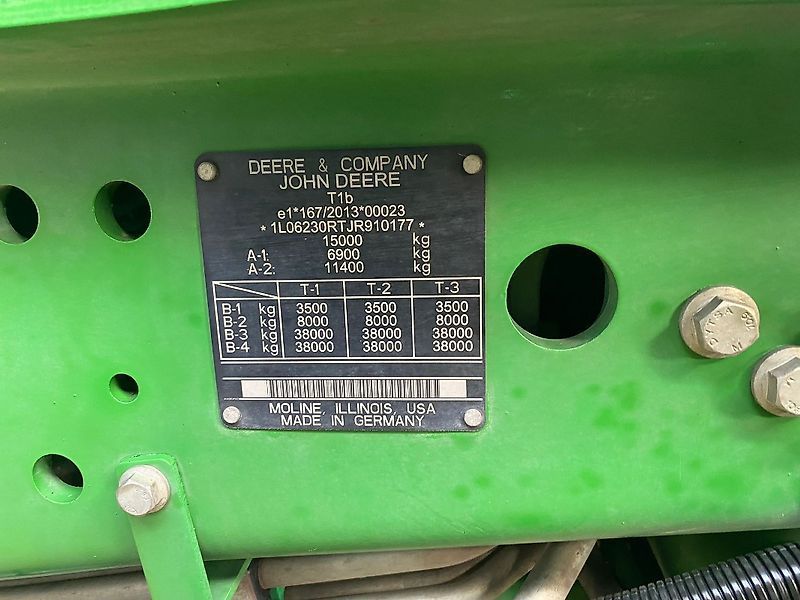 DEERE & COMPANY
JOHN DEERE
T1b
e1*167/2013*00023
*1L06230RTJR910177*
15000 kg
A-1: 6900 kg
A-2: 11400 kg
T-1 T-2 T-3
B-1 kg 3500 3500 3500
B-2 kg 8000 8000 8000
B-3 kg 38000 38000 38000
B-4 kg 38000 38000 38000
MOLINE, ILLINOIS, USA
MADE IN GERMANY